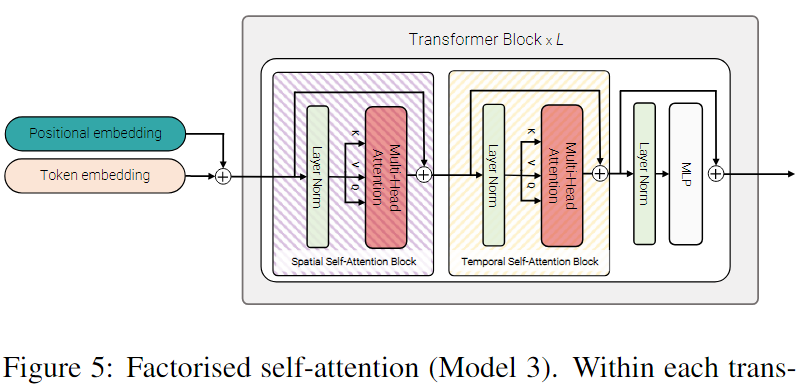 Transformer Block x L
Positional embedding
Token embedding
Layer Norm
K
V
Q
Multi-Head
Attention
Spatial Self-Attention Block
Layer Norm
K
V
Q
Multi-Head
Attention
Temporal Self-Attention Block
Layer Norm
MLP
Figure 5: Factorised self-attention (Model 3). Within each trans-